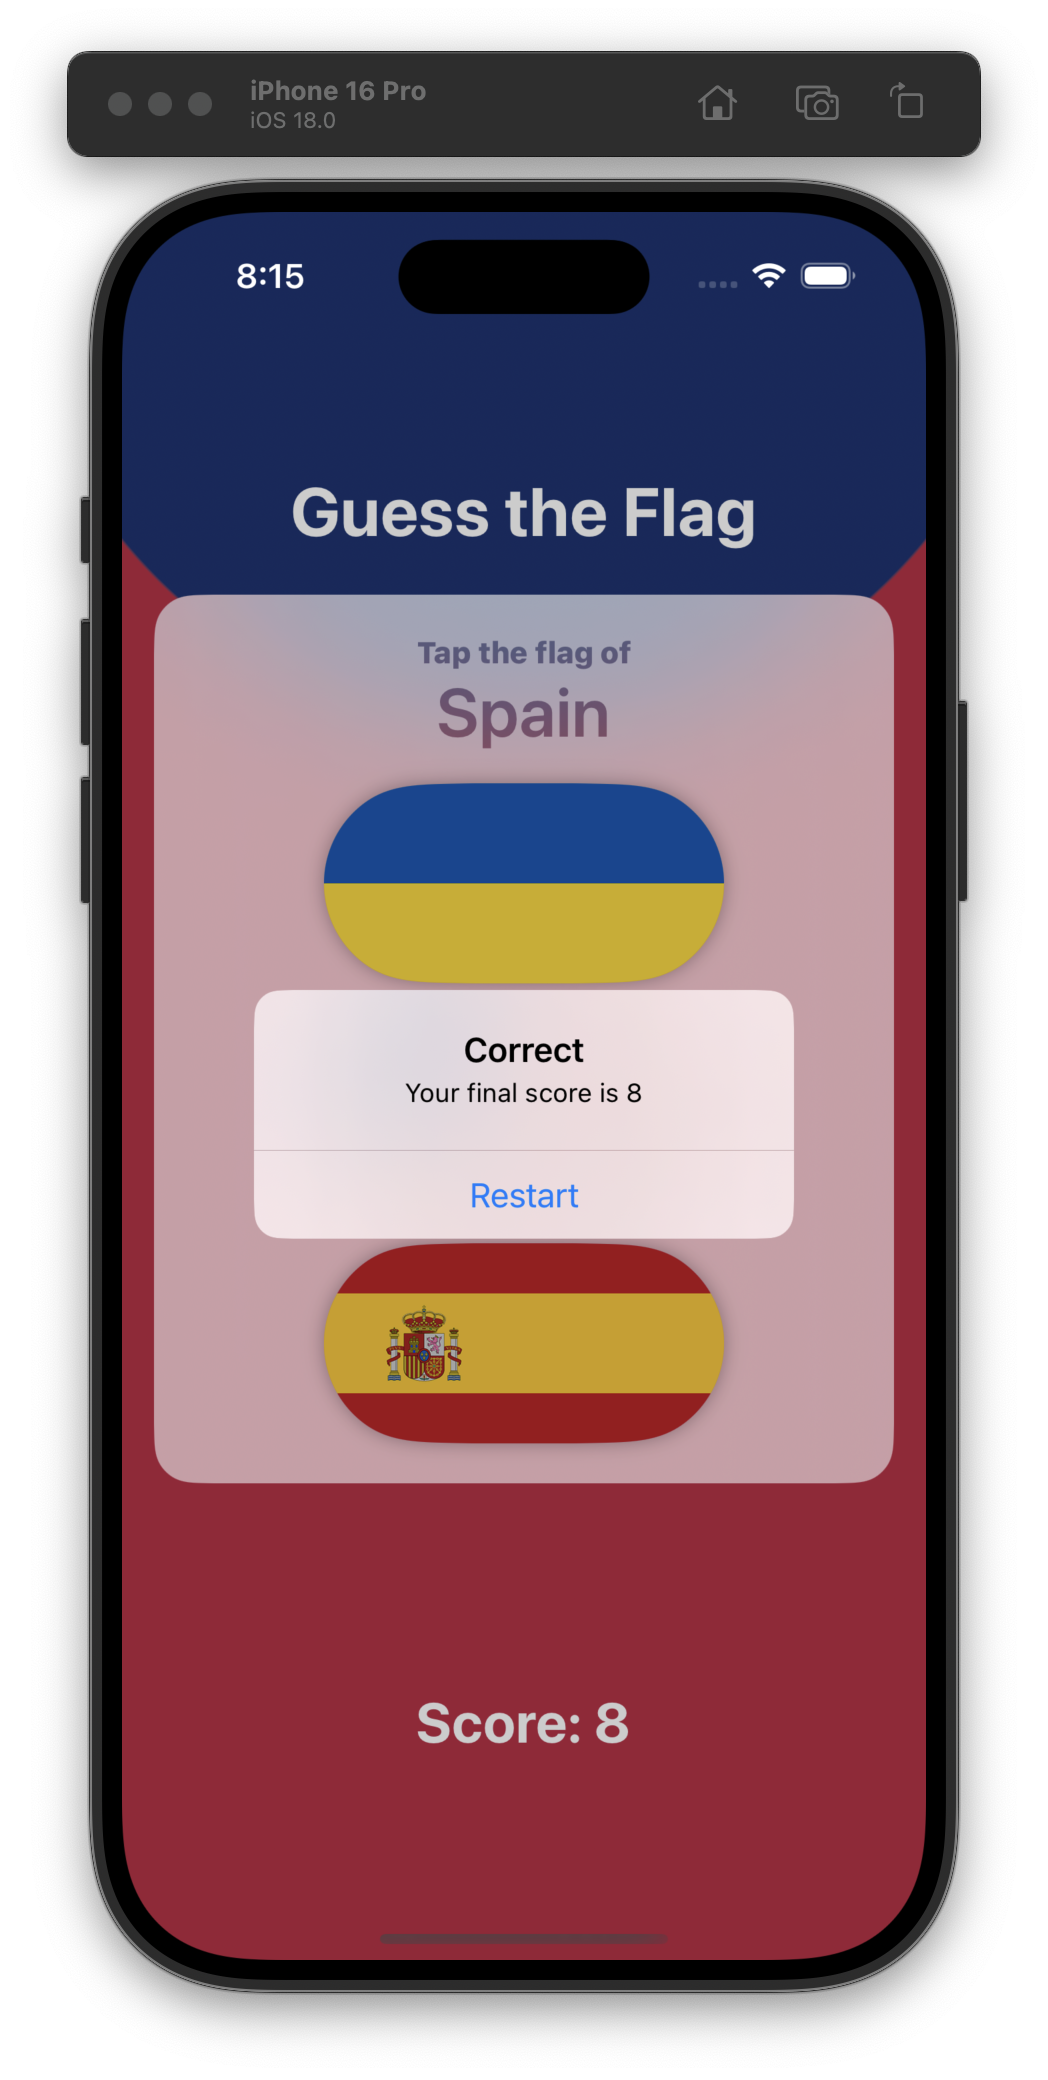 iPhone 16 Pro
iOS 18.0
8:15
Guess the Flag
Tap the flag of
Spain
Correct
Your final score is 8
Restart
Score: 8